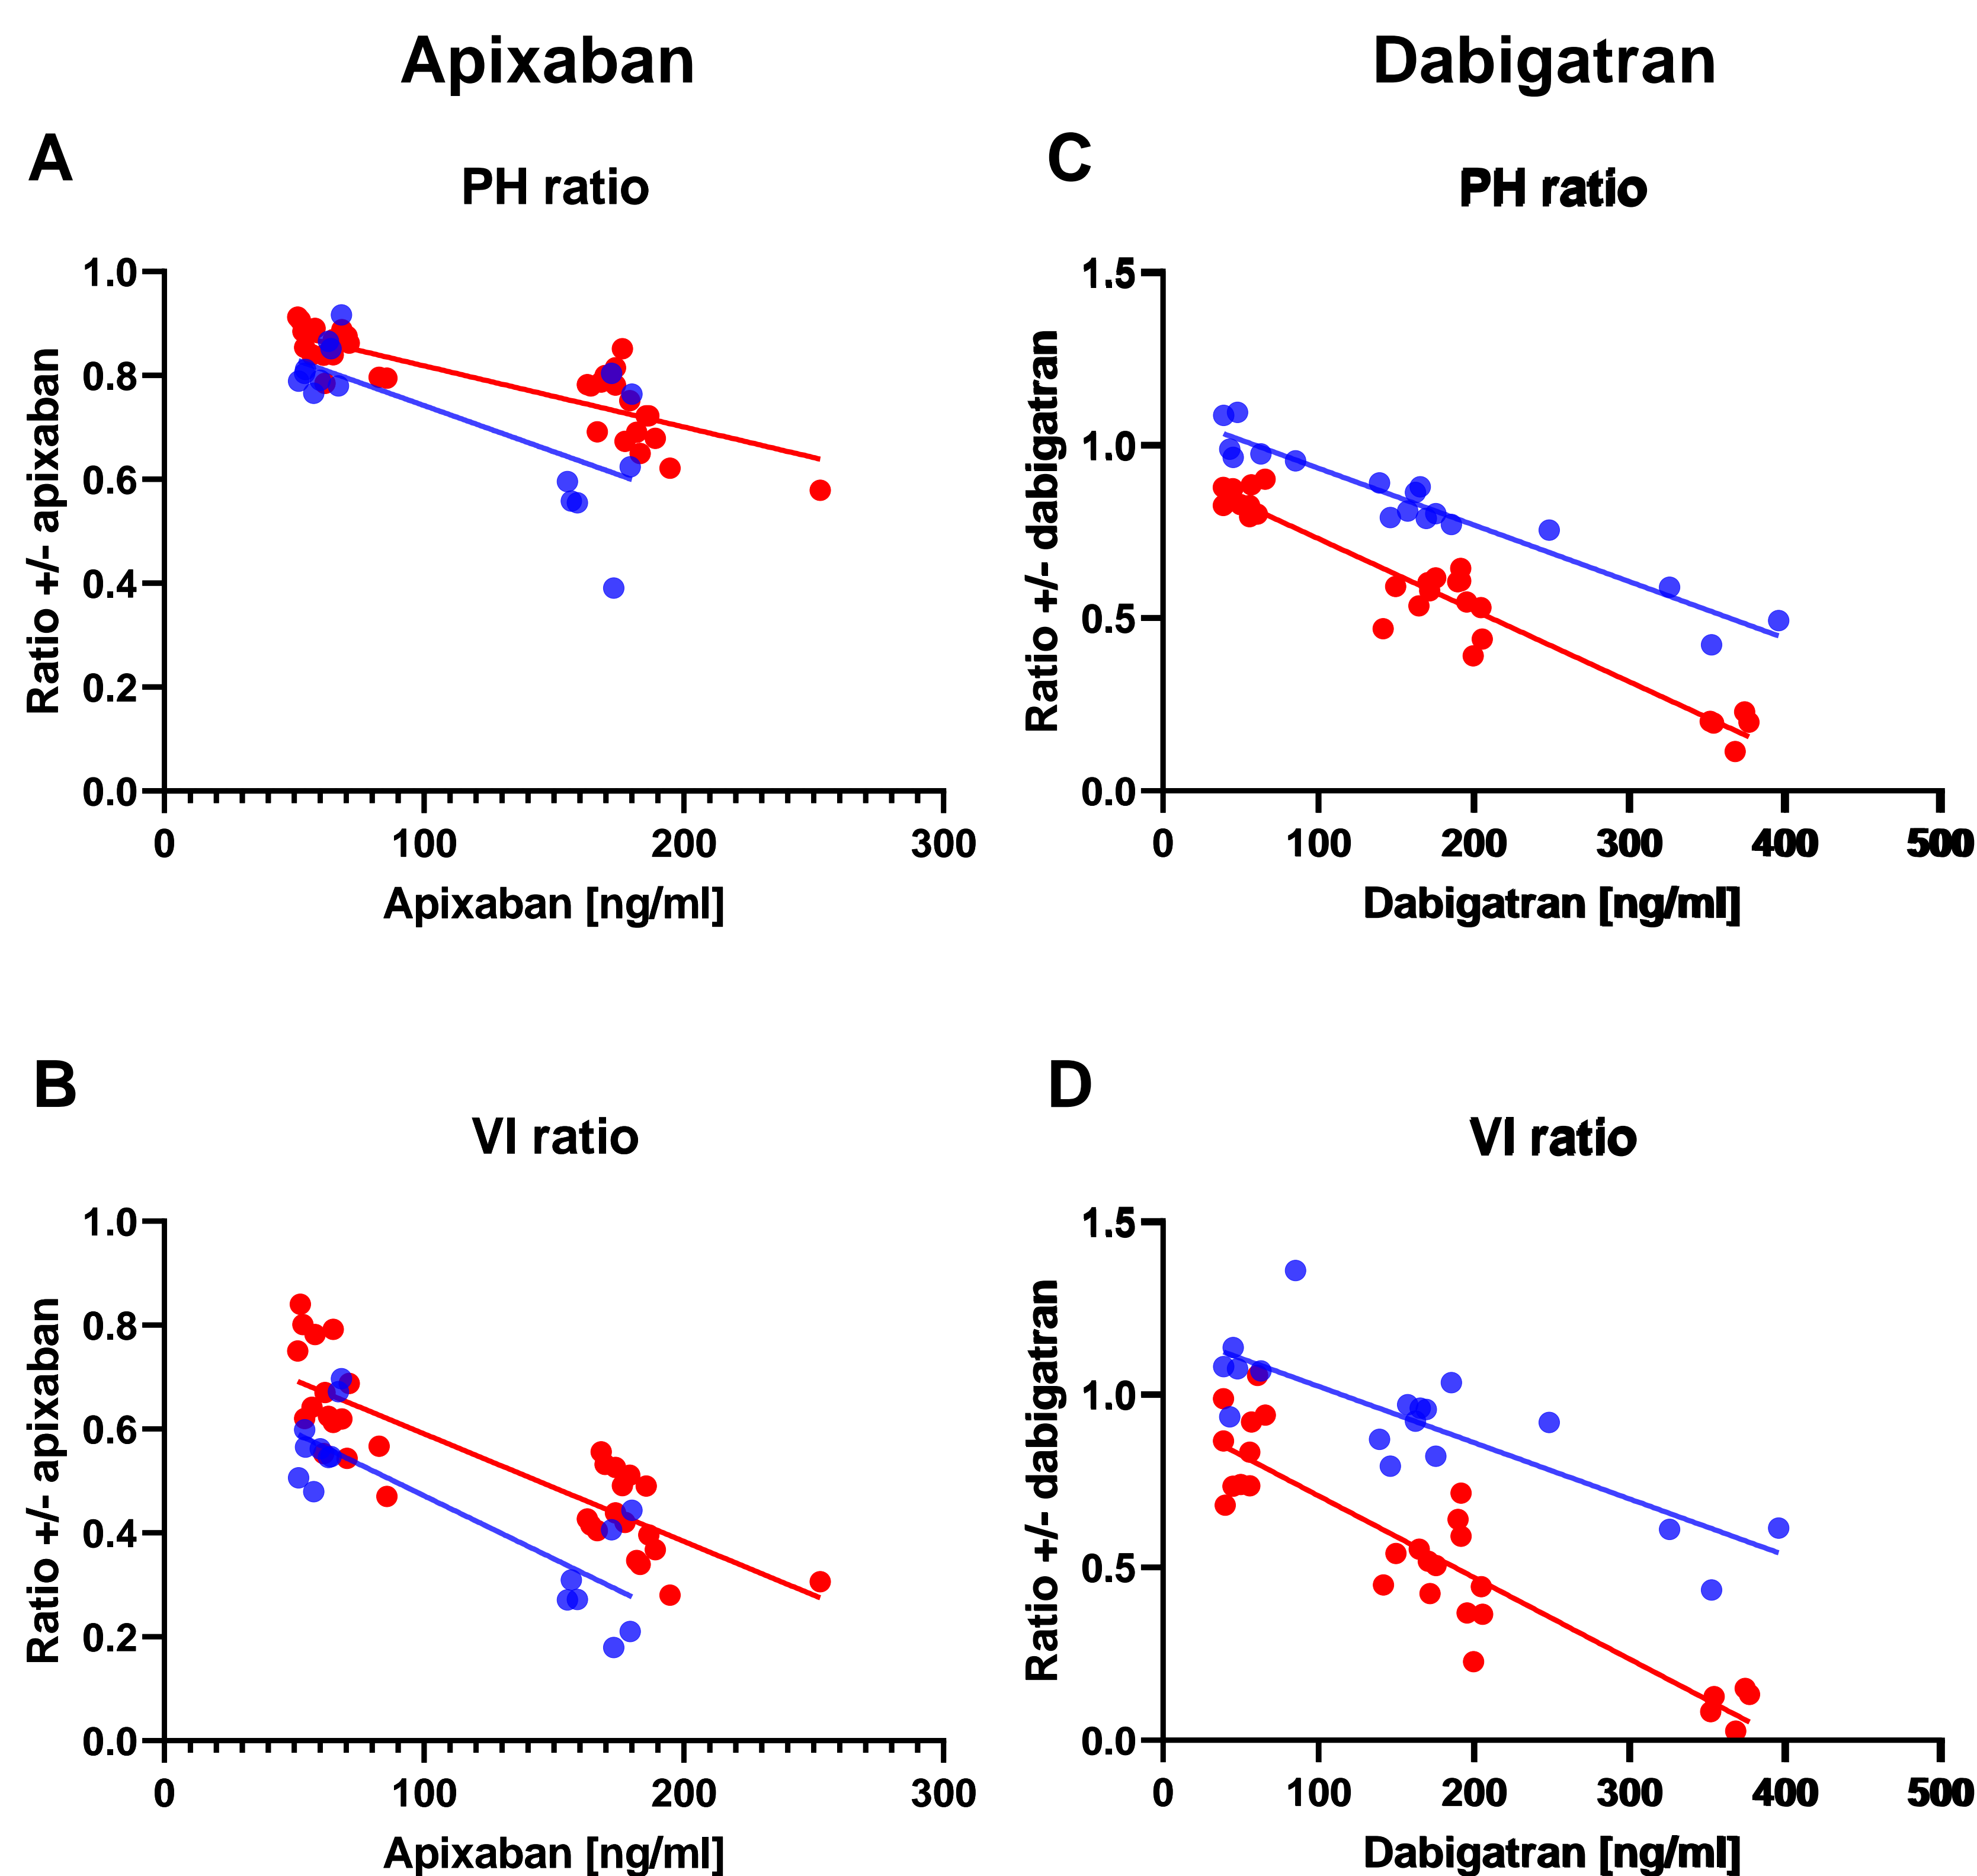 Apixaban
Dabigatran
A
PH ratio
Ratio +/- apixaban
1.0
0.8
0.6
0.4
0.2
0.0
0 100 200 300
Apixaban [ng/ml]
C
PH ratio
Ratio +/- dabigatran
1.5
1.0
0.5
0.0
0 100 200 300 400 500
Dabigatran [ng/ml]
B
VI ratio
Ratio +/- apixaban
1.0
0.8
0.6
0.4
0.2
0.0
0 100 200 300
Apixaban [ng/ml]
D
VI ratio
Ratio +/- dabigatran
1.5
1.0
0.5
0.0
0 100 200 300 400 500
Dabigatran [ng/ml]